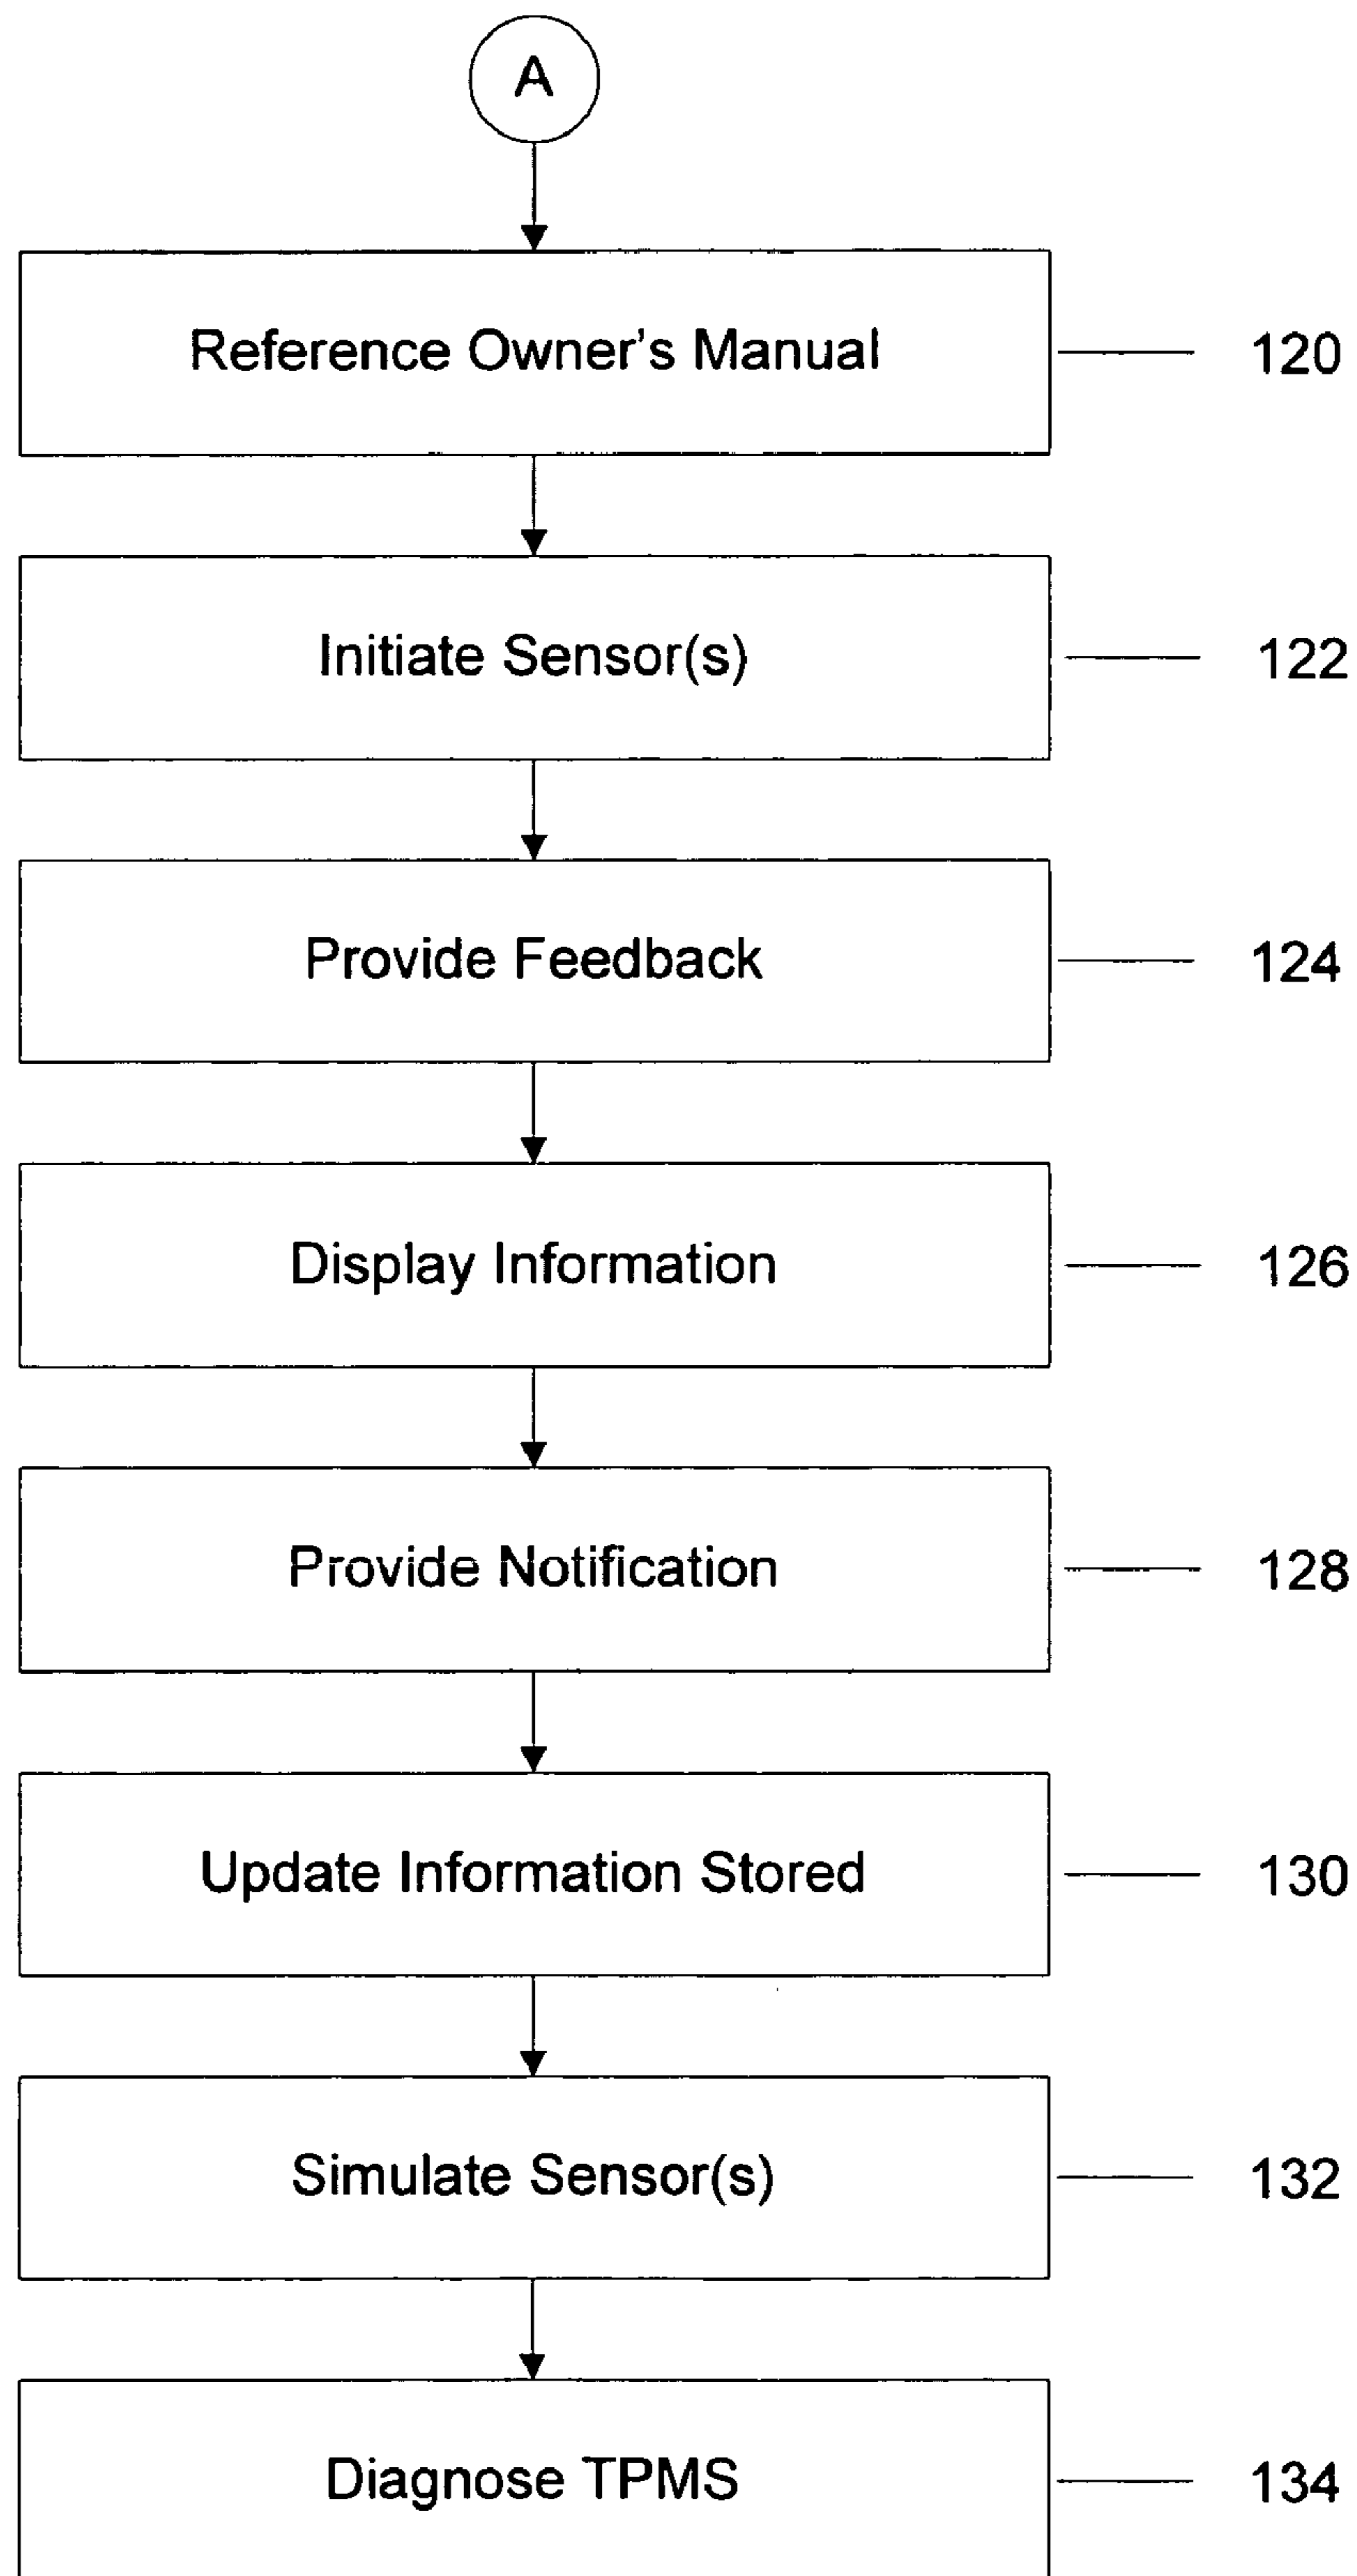 A
Reference Owner's Manual 120
Initiate Sensor(s) 122
Provide Feedback 124
Display Information 126
Provide Notification 128
Update Information Stored 130
Simulate Sensor(s) 132
Diagnose TPMS 134